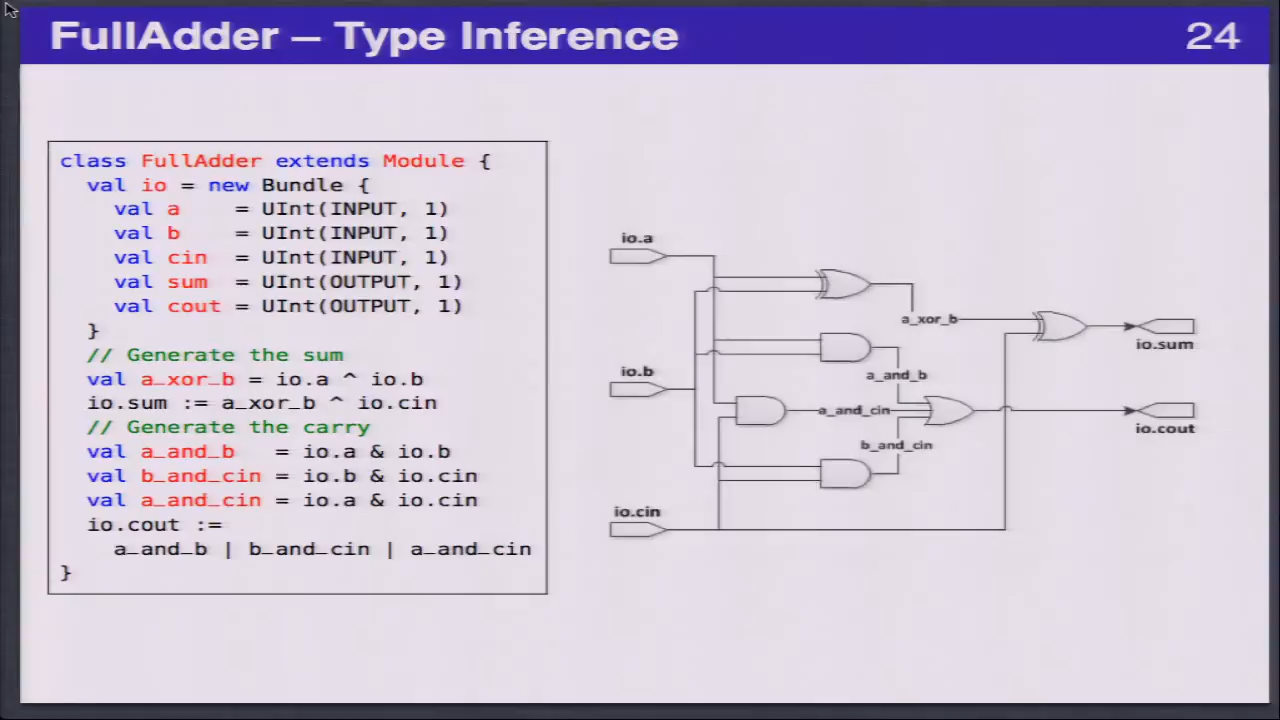 FullAdder – Type Inference 24
class FullAdder extends Module {
val io = new Bundle {
val a = UInt(INPUT, 1)
val b = UInt(INPUT, 1)
val cin = UInt(INPUT, 1)
val sum = UInt(OUTPUT, 1)
val cout = UInt(OUTPUT, 1)
}
// Generate the sum
val a_xor_b = io.a ^ io.b
io.sum := a_xor_b ^ io.cin
// Generate the carry
val a_and_b = io.a & io.b
val b_and_cin = io.b & io.cin
val a_and_cin = io.a & io.cin
io.cout :=
a_and_b | b_and_cin | a_and_cin
}
io.a
a_xor_b
io.sum
io.b
a_and_b
a_and_cin
io.cout
b_and_cin
io.cin